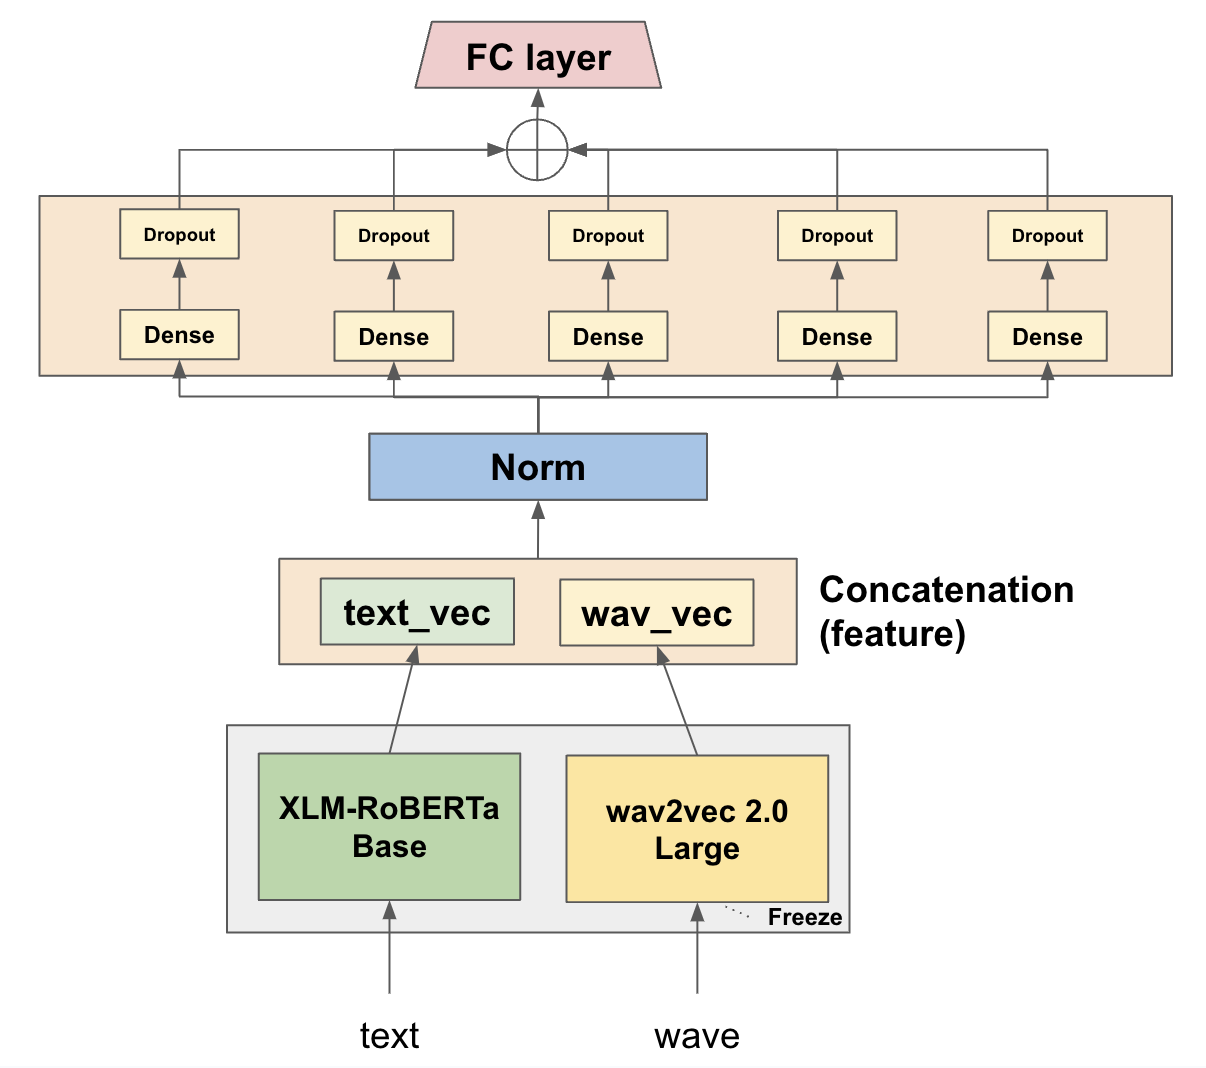 FC layer
Dropout
Dropout
Dropout
Dropout
Dropout
Dense
Dense
Dense
Dense
Dense
Norm
text_vec
wav_vec
Concatenation
(feature)
XLM-RoBERTa
Base
wav2vec 2.0
Large
Freeze
text
wave